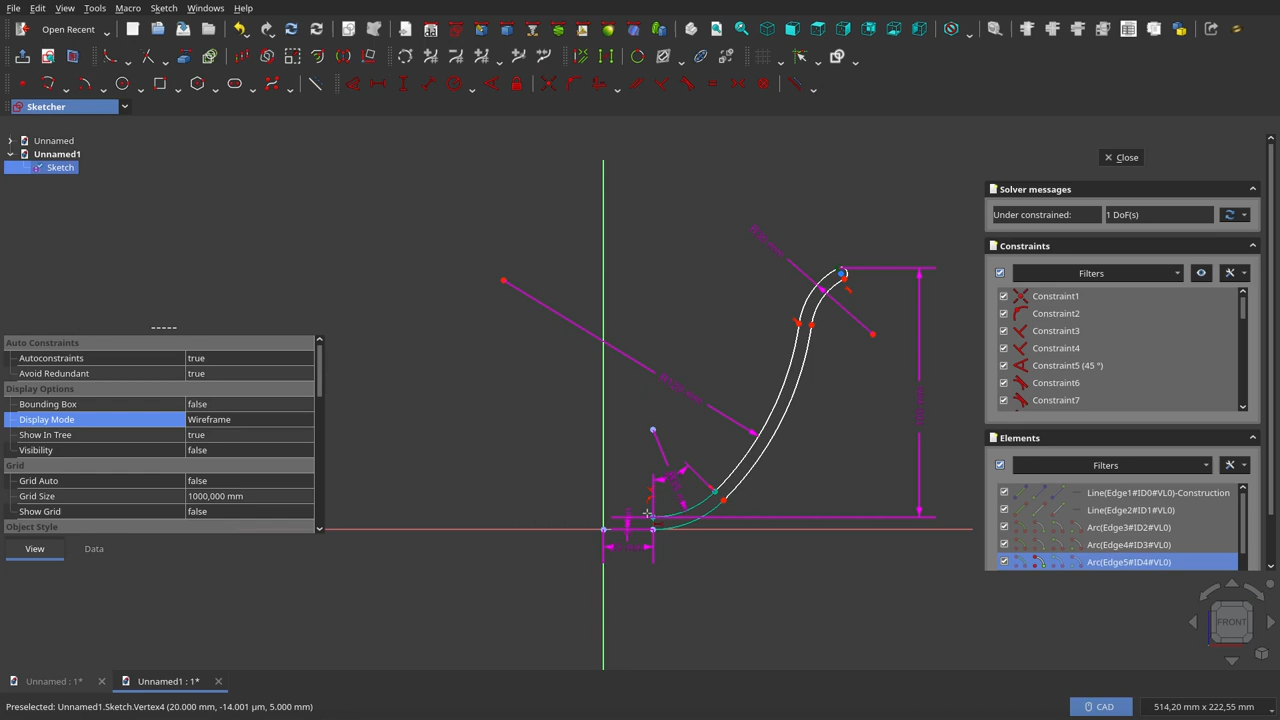 File Edit View Tools Macro Sketch Windows Help
Open Recent
Sketcher
Unnamed
Unnamed1
Sketch
Close
Solver messages
Under constrained: 1 DoF(s)
Constraints
Filters
Constraint1
Constraint2
Constraint3
Constraint4
Constraint5 (45 °)
Constraint6
Constraint7
Elements
Filters
Line(Edge1#ID0#VL0)-Construction
Line(Edge2#ID1#VL0)
Arc(Edge3#ID2#VL0)
Arc(Edge4#ID3#VL0)
Arc(Edge5#ID4#VL0)
Auto Constraints
Autoconstraints true
Avoid Redundant true
Display Options
Bounding Box false
Display Mode Wireframe
Show In Tree true
Visibility false
Grid
Grid Auto false
Grid Size 1000,000 mm
Show Grid false
Object Style
View Data
FRONT
Unnamed : 1* Unnamed1 : 1*
Preselected: Unnamed1.Sketch.Vertex4 (20.000 mm, -14.001 µm, 5.000 mm)
CAD
514,20 mm × 222,55 mm